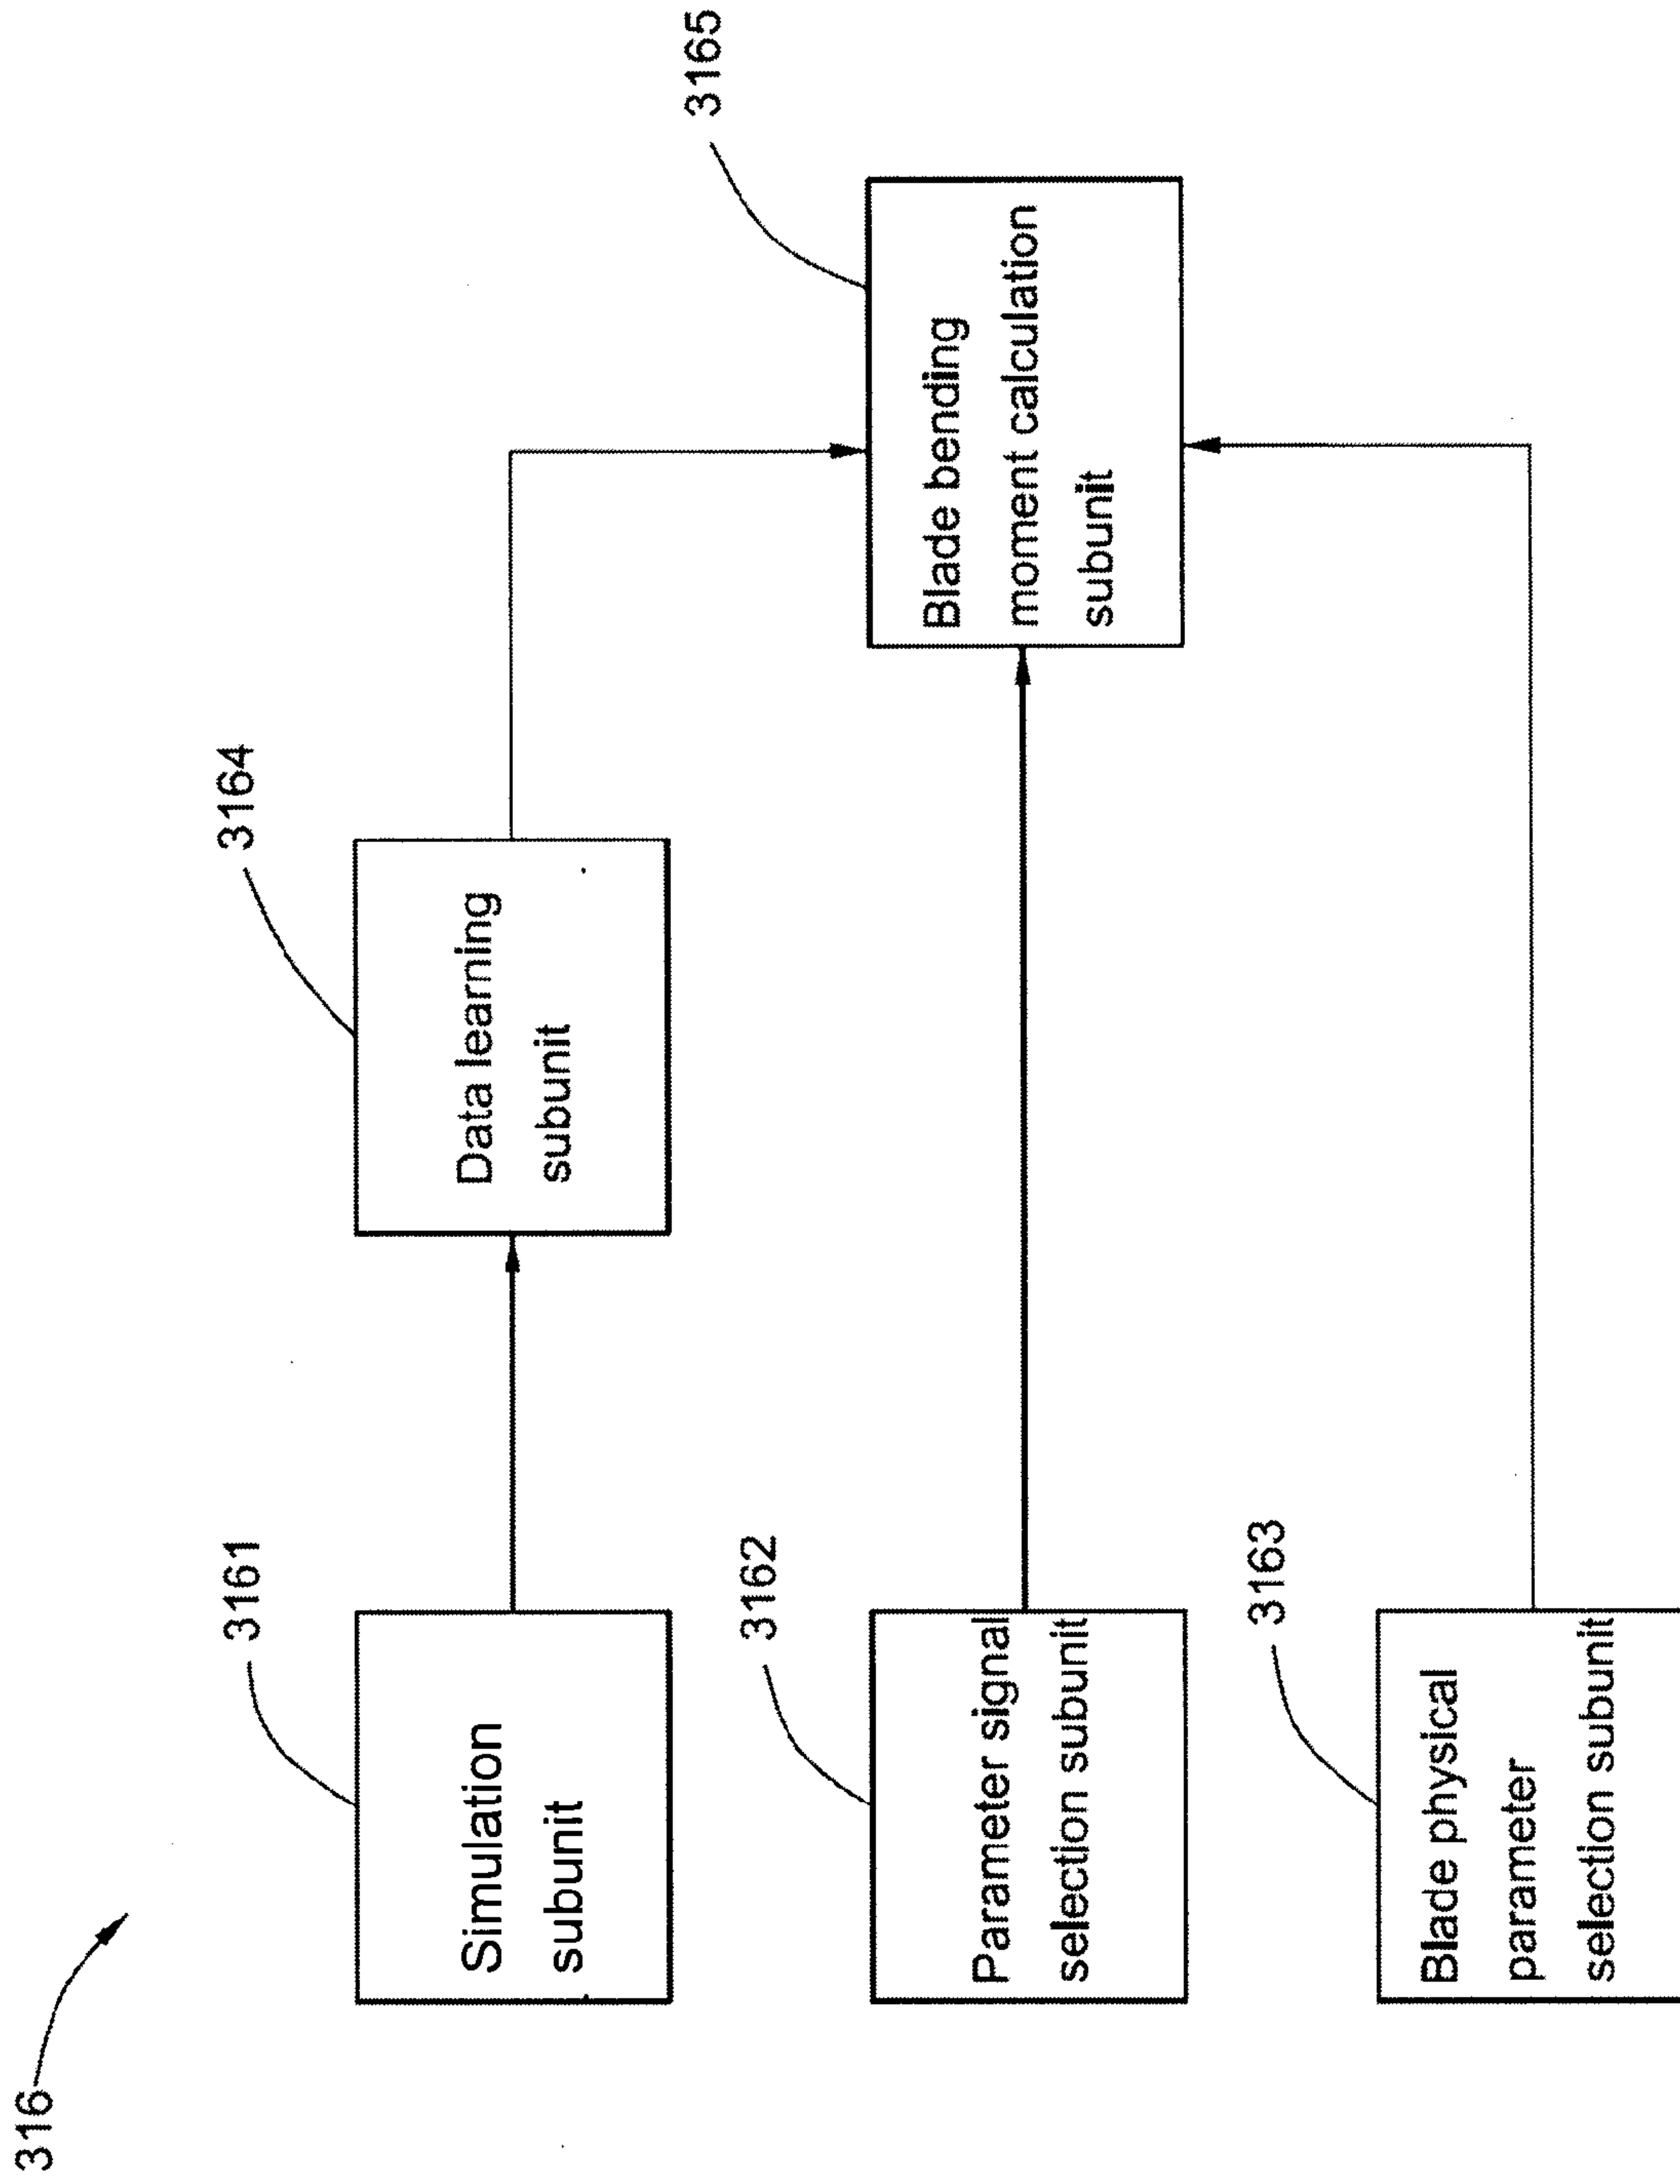 316
3161
Simulation
subunit
3164
Data learning
subunit
3162
Parameter signal
selection subunit
3165
Blade bending
moment calculation
subunit
3163
Blade physical
parameter
selection subunit